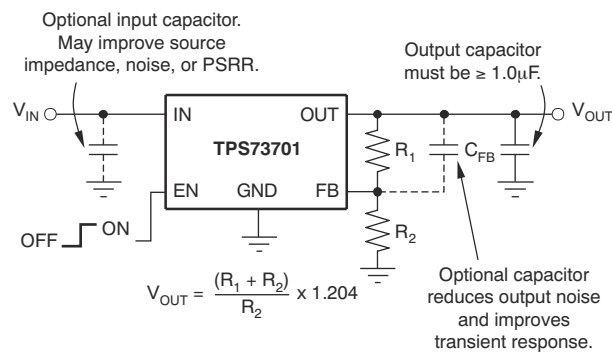 Optional input capacitor.
May improve source
impedance, noise, or PSRR.
Output capacitor
must be ≥ 1.0μF.
V_IN
IN
OUT
V_OUT
TPS73701
R_1
C_FB
EN
GND
FB
OFF
ON
R_2
V_OUT = (R_1 + R_2) / R_2 x 1.204
Optional capacitor
reduces output noise
and improves
transient response.